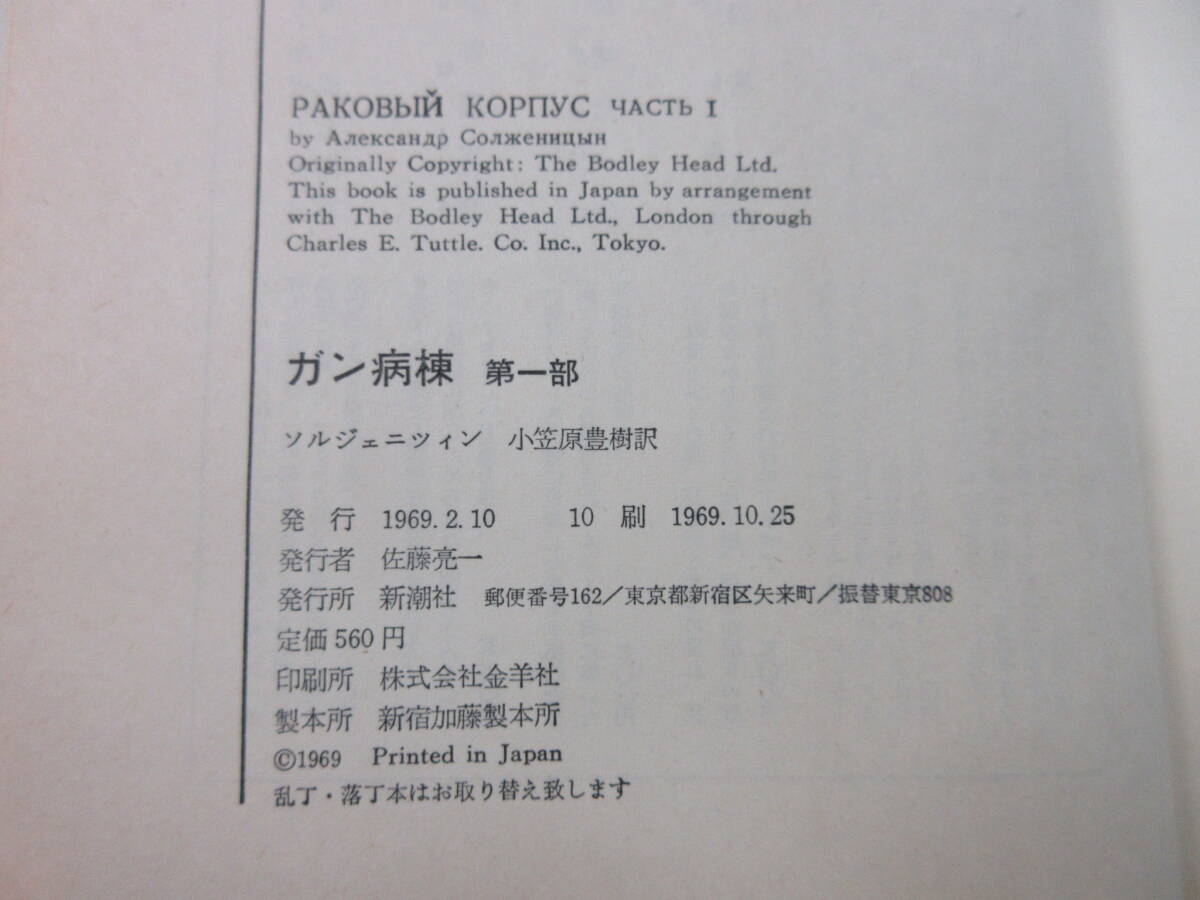 РАКОВЫЙ КОРПУС ЧАСТЬ I
by Александр Солженицын
Originally Copyright: The Bodley Head Ltd.
This book is published in Japan by arrangement
with The Bodley Head Ltd., London through
Charles E. Tuttle. Co. Inc., Tokyo.
ガン病棟 第一部
ソルジェニツィン 小笠原豊樹訳
発 行 1969.2.10 10 刷 1969.10.25
発行者 佐藤亮一
発行所 新潮社 郵便番号162/東京都新宿区矢来町/振替東京808
定価560円
印刷所 株式会社金羊社
製本所 新宿加藤製本所
©1969 Printed in Japan
乱丁・落丁本はお取り替え致します